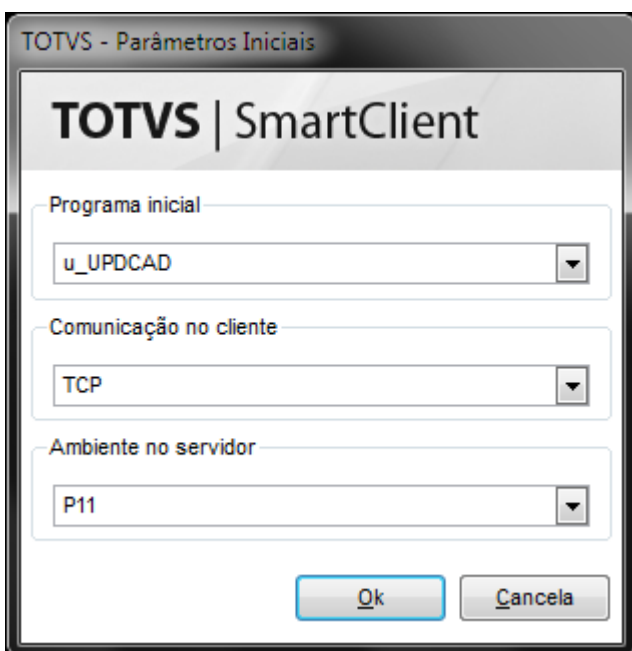 TOTVS - Parâmetros Iniciais
TOTVS | SmartClient
Programa inicial
u_UPDCAD
Comunicação no cliente
TCP
Ambiente no servidor
P11
Ok Cancela